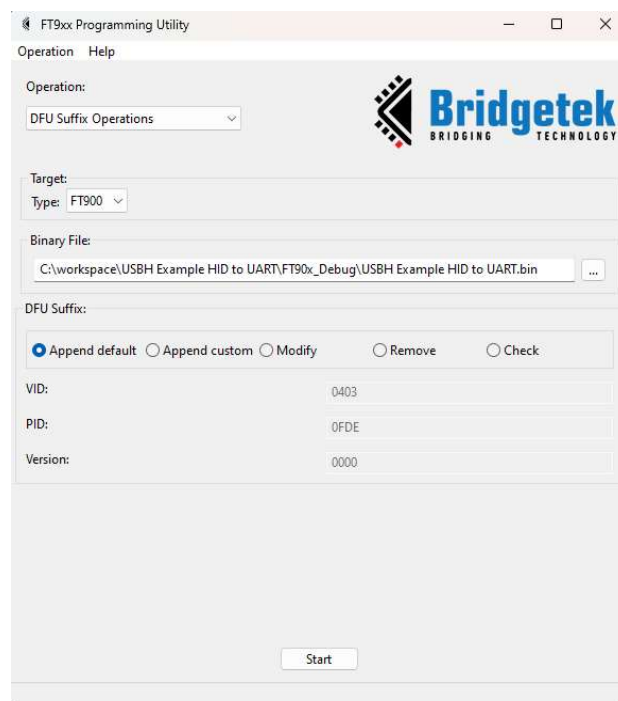 FT9xx Programming Utility
Operation Help
Operation:
DFU Suffix Operations
Bridgetek
BRIDGING TECHNOLOGY
Target:
Type: FT900
Binary File:
C:\workspace\USBH Example HID to UART\FT90x_Debug\USBH Example HID to UART.bin ...
DFU Suffix:
Append default Append custom Modify Remove Check
VID: 0403
PID: 0FDE
Version: 0000
Start